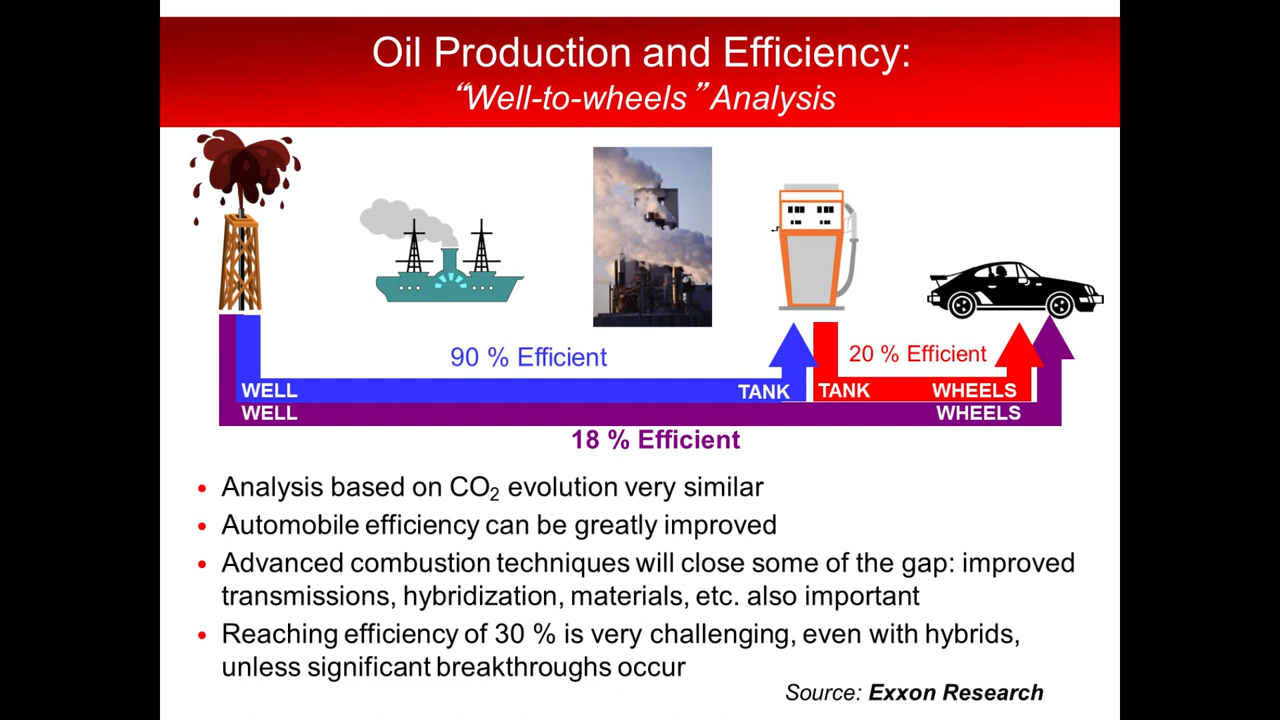 Oil Production and Efficiency:
“Well-to-wheels” Analysis
90 % Efficient
20 % Efficient
WELL
TANK
TANK
WHEELS
WELL
WHEELS
18 % Efficient
• Analysis based on CO₂ evolution very similar
• Automobile efficiency can be greatly improved
• Advanced combustion techniques will close some of the gap: improved
transmissions, hybridization, materials, etc. also important
• Reaching efficiency of 30 % is very challenging, even with hybrids,
unless significant breakthroughs occur
Source: Exxon Research